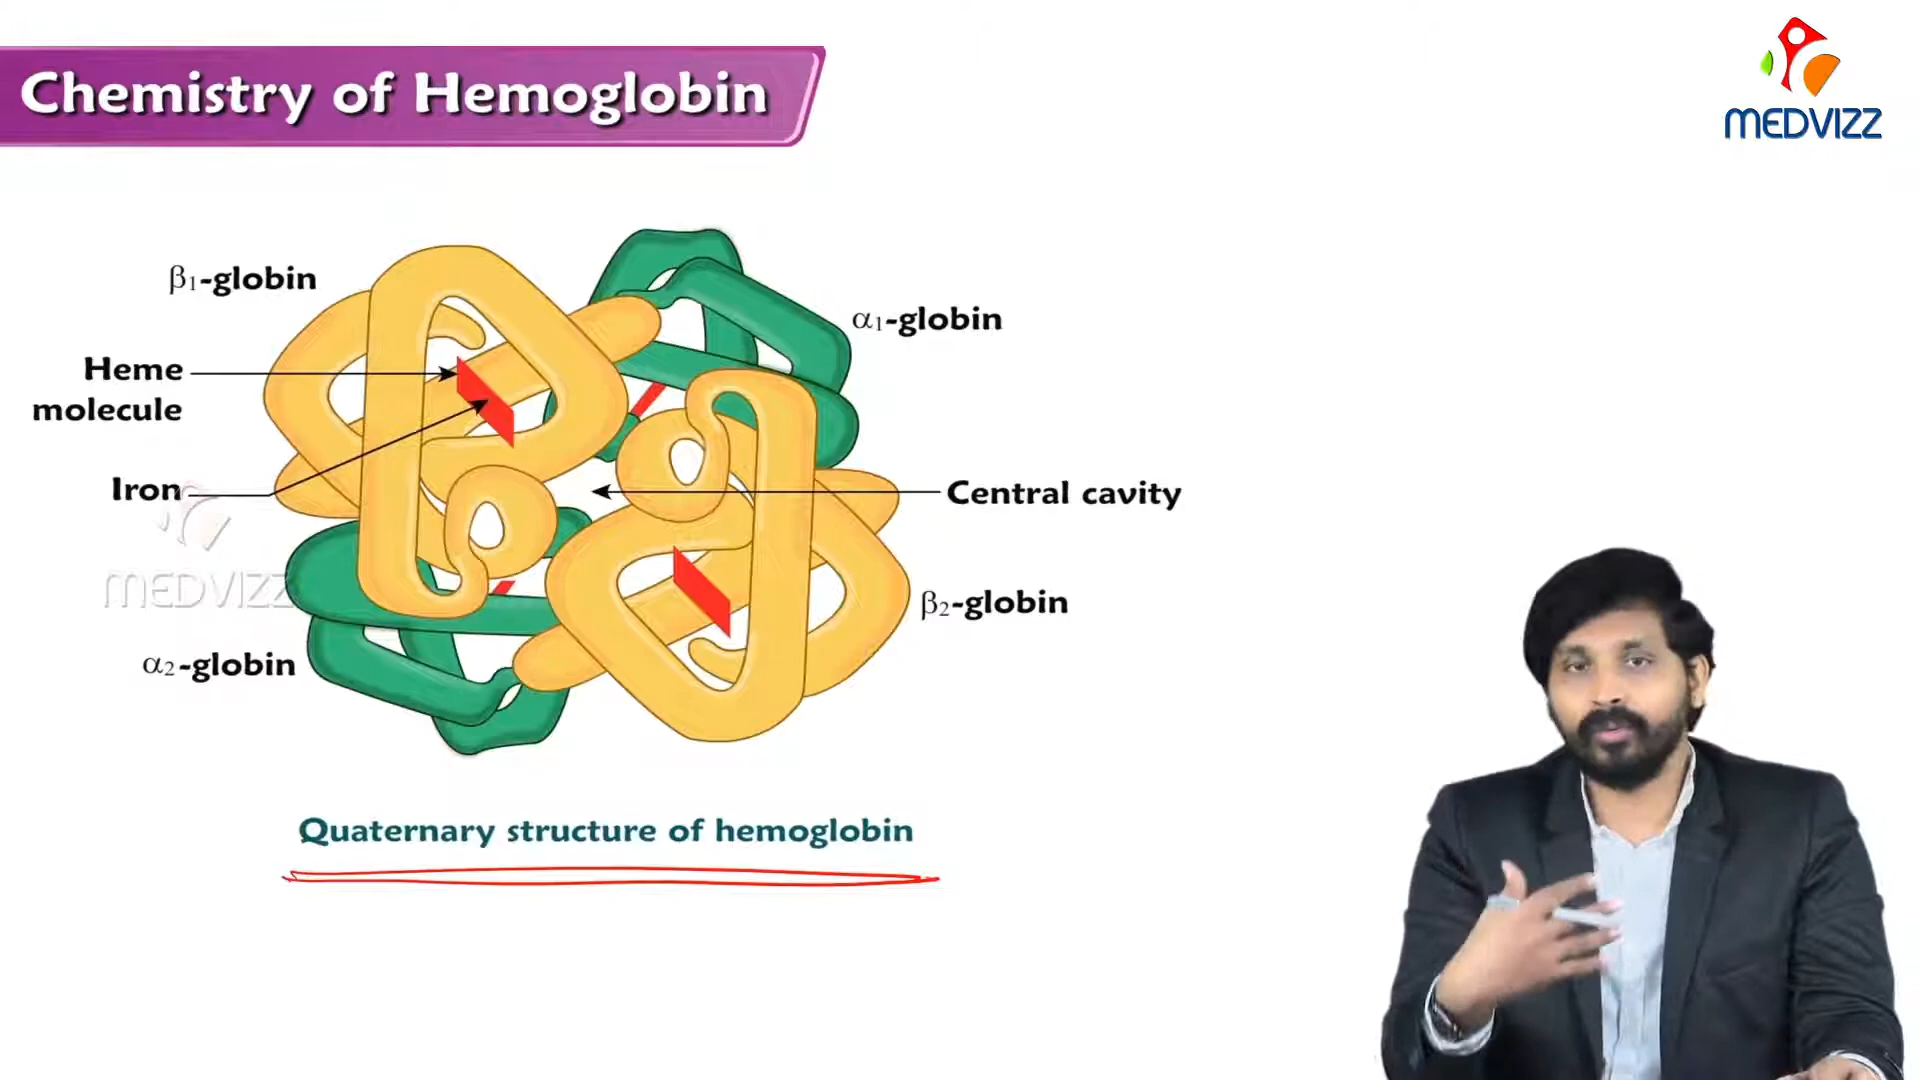 Chemistry of Hemoglobin
MEDVIZZ
β1-globin
α1-globin
Heme
molecule
Iron
Central cavity
MEDVIZZ
β2-globin
α2-globin
Quaternary structure of hemoglobin